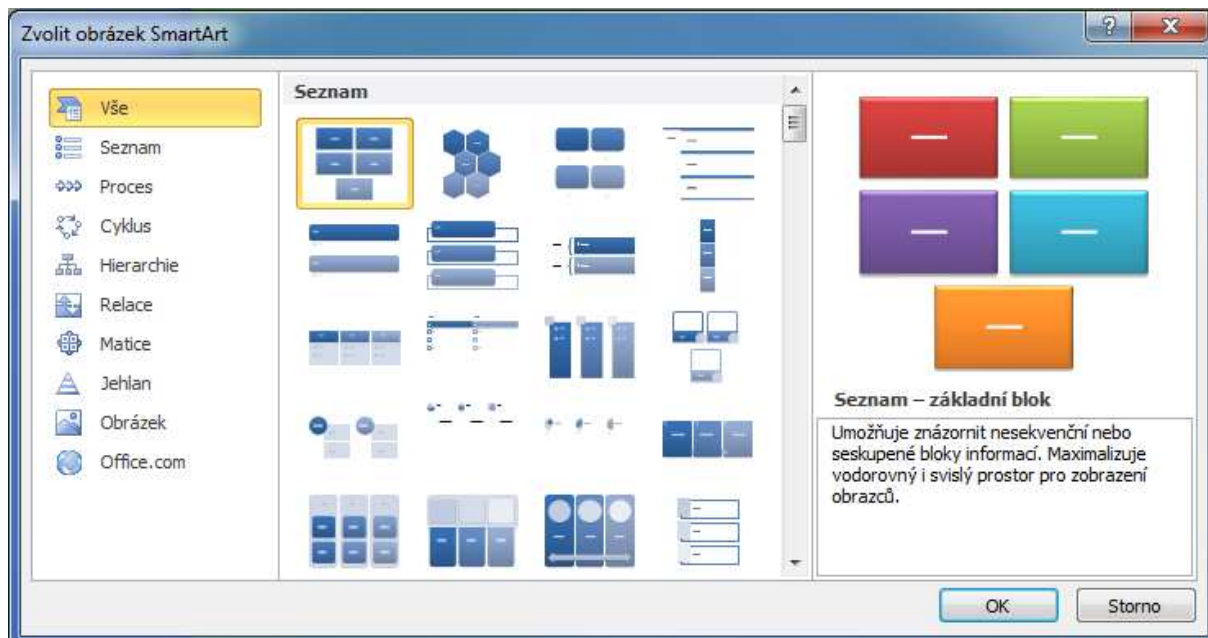 Zvolit obrázek SmartArt
Vše
Seznam
Proces
Cyklus
Hierarchie
Relace
Matice
Jehlan
Obrázek
Office.com
Seznam
Seznam – základní blok
Umožňuje znázornit nesekvenční nebo
seskupené bloky informací. Maximalizuje
vodorovný i svislý prostor pro zobrazení
obrazců.
OK
Storno